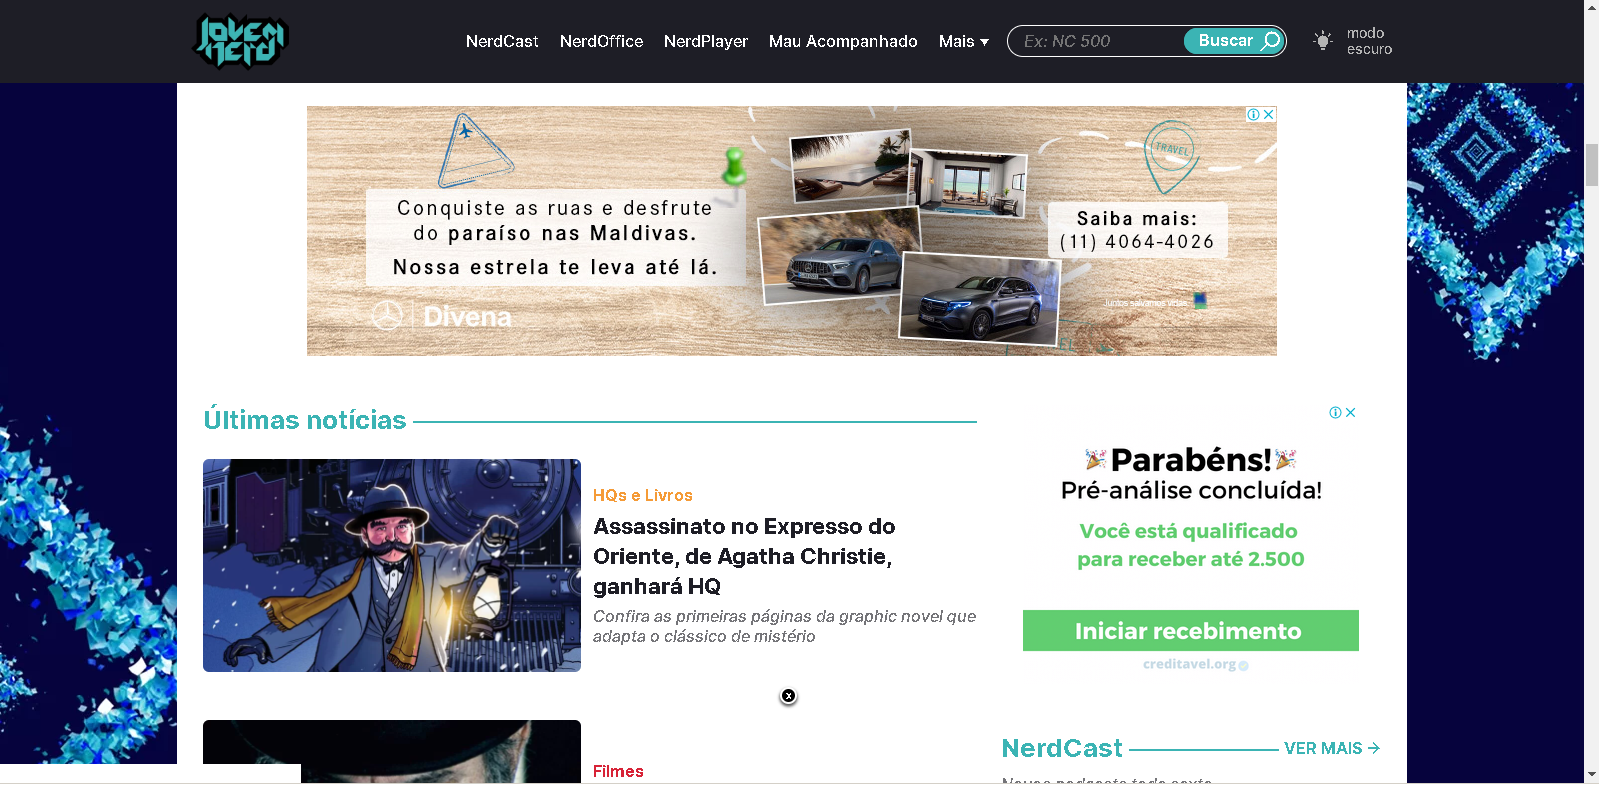 JOVEM
NERD
NerdCast
NerdOffice
NerdPlayer
Mau Acompanhado
Mais
Ex: NC 500
Buscar
modo
escuro
Conquiste as ruas e desfrute
do paraíso nas Maldivas.
Nossa estrela te leva até lá.
Divena
TRAVEL
Saiba mais:
(11) 4064-4026
Juntos salvamos vidas.
Últimas notícias
HQs e Livros
Assassinato no Expresso do
Oriente, de Agatha Christie,
ganhará HQ
Confira as primeiras páginas da graphic novel que
adapta o clássico de mistério
Filmes
Parabéns!
Pré-análise concluída!
Você está qualificado
para receber até 2.500
Iniciar recebimento
creditavel.org
NerdCast
VER MAIS